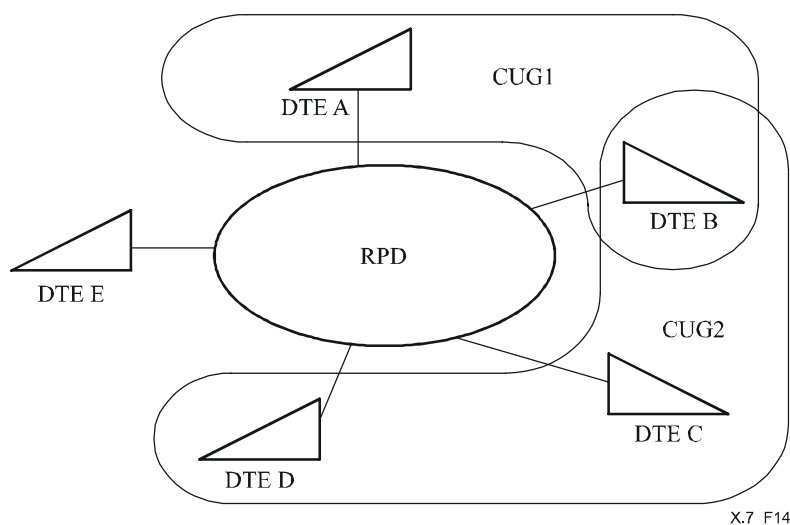 CUG1
DTE A
DTE B
RPD
DTE E
CUG2
DTE C
DTE D
X.7 F14